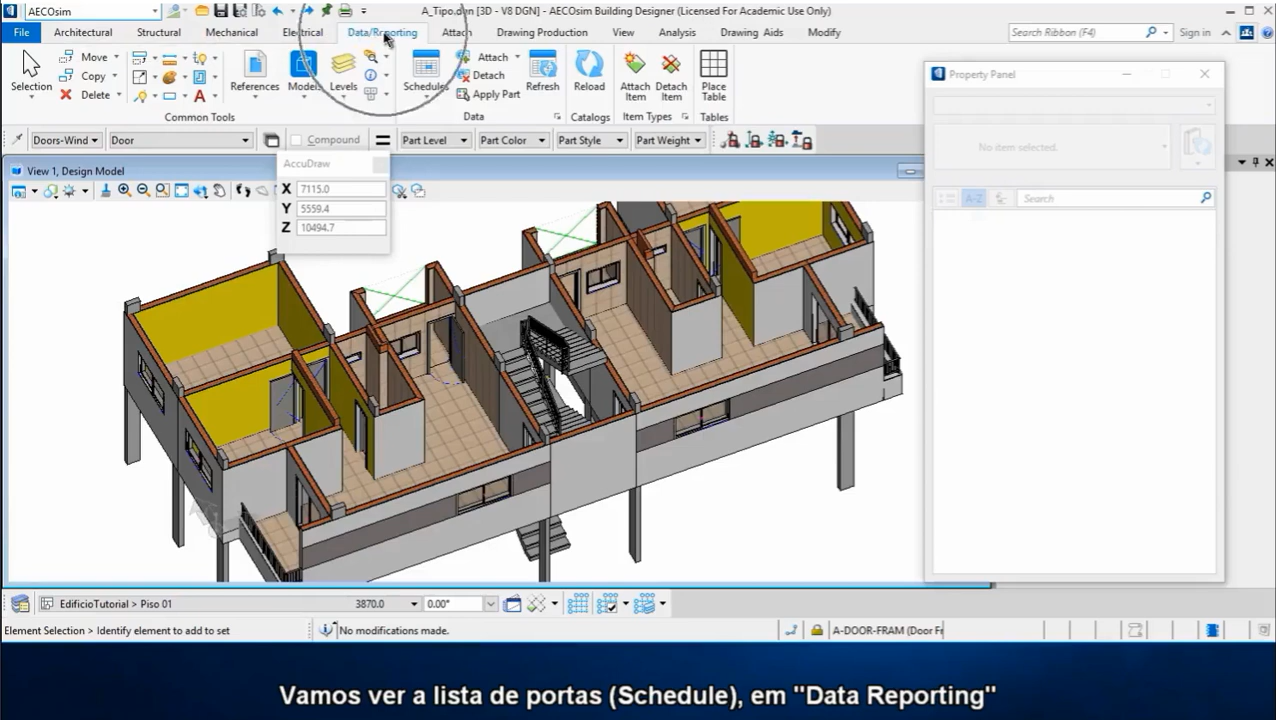 AECOsim
A_Tipo.dgn [3D - V8 DGN] - AECOsim Building Designer (Licensed For Academic Use Only)
File Architectural Structural Mechanical Electrical Data/Reporting Attach Drawing Production View Analysis Drawing Aids Modify Search Ribbon (F4) Sign in
Selection Move Copy Delete References Models Levels Schedules Attach Detach Apply Part Refresh Reload Attach Item Detach Item Place Table
Common Tools Data Catalogs Item Types Tables
Doors-Wind Door Compound Part Level Part Color Part Style Part Weight
View 1, Design Model
AccuDraw
X 7115.0
Y 5559.4
Z 10494.7
Property Panel
No item selected.
A-Z Search
EdificioTutorial > Piso 01 3870.0 0.00°
Element Selection > Identify element to add to set No modifications made. A-DOOR-FRAM (Door Fr
Vamos ver a lista de portas (Schedule), em "Data Reporting"